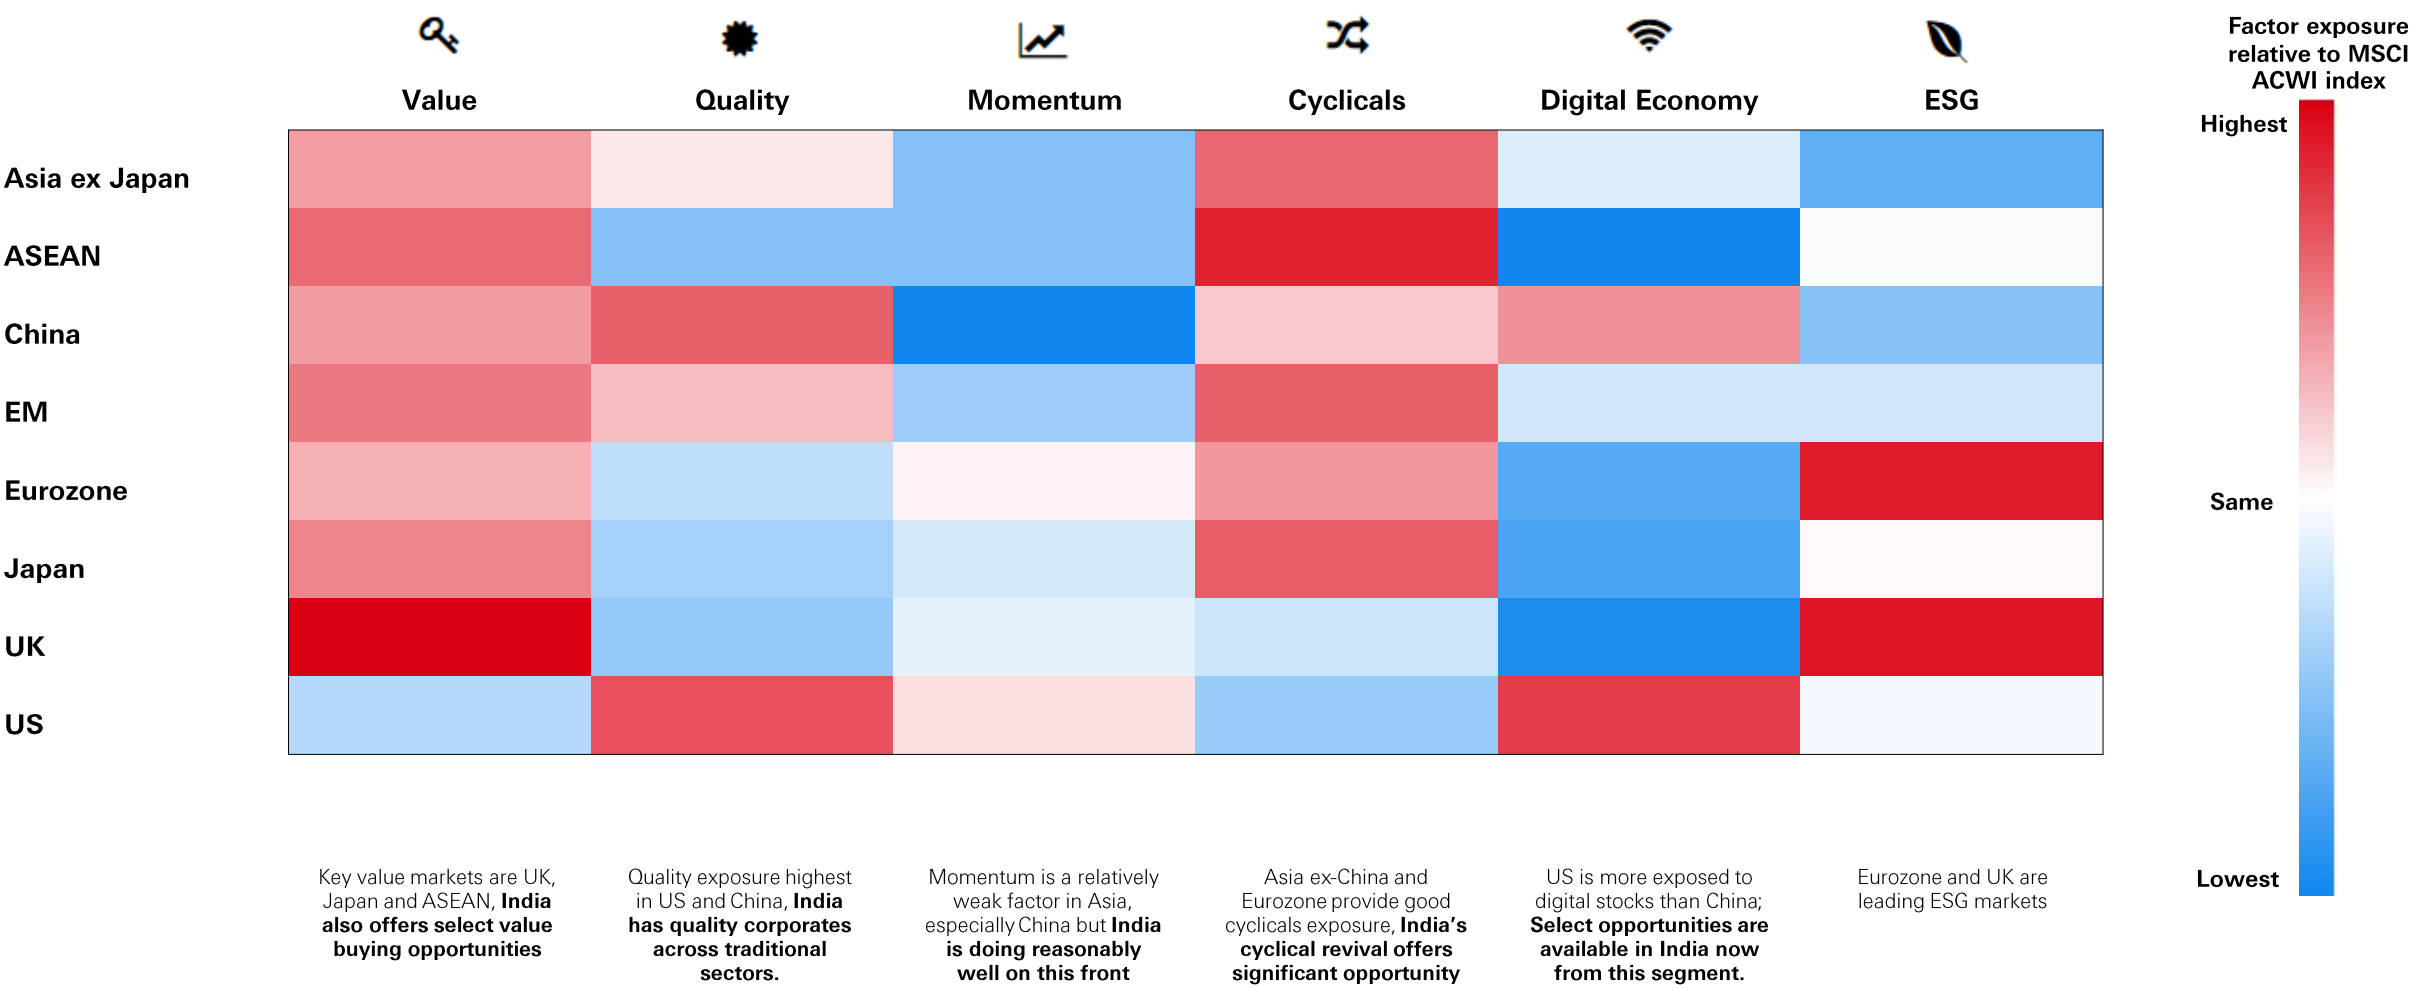 Factor exposure
relative to MSCI
ACWI index
Value Quality Momentum Cyclicals Digital Economy ESG
Highest
Asia ex Japan
ASEAN
China
EM
Eurozone
Same
Japan
UK
US
Lowest
Key value markets are UK,
Japan and ASEAN, India
also offers select value
buying opportunities
Quality exposure highest
in US and China, India
has quality corporates
across traditional
sectors.
Momentum is a relatively
weak factor in Asia,
especially China but India
is doing reasonably
well on this front
Asia ex-China and
Eurozone provide good
cyclicals exposure, India’s
cyclical revival offers
significant opportunity
US is more exposed to
digital stocks than China;
Select opportunities are
available in India now
from this segment.
Eurozone and UK are
leading ESG markets